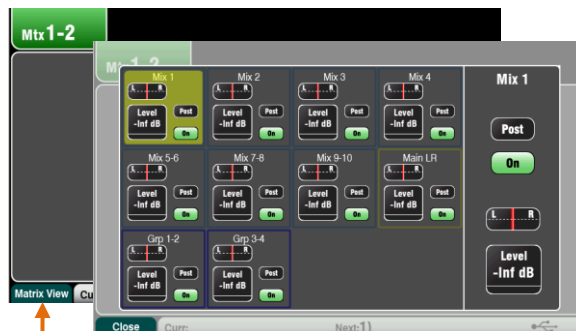 Mtx1-2
Mtx 1-2
Mix 1 Mix 2 Mix 3 Mix 4 Mix 1
L R L R L R L R
Level Post Level Post Level Post Level Post Post
-Inf dB On -Inf dB On -Inf dB On -Inf dB On
On
Mix 5-6 Mix 7-8 Mix 9-10 Main LR
L R L R L R L R
Level Post Level Post Level Post Level Post
-Inf dB On -Inf dB On -Inf dB On -Inf dB On
L R
Grp 1-2 Grp 3-4
L R L R
Level Post Level Post Level
-Inf dB On -Inf dB On -Inf dB
Matrix View Cu
Close Curr: Next:1)